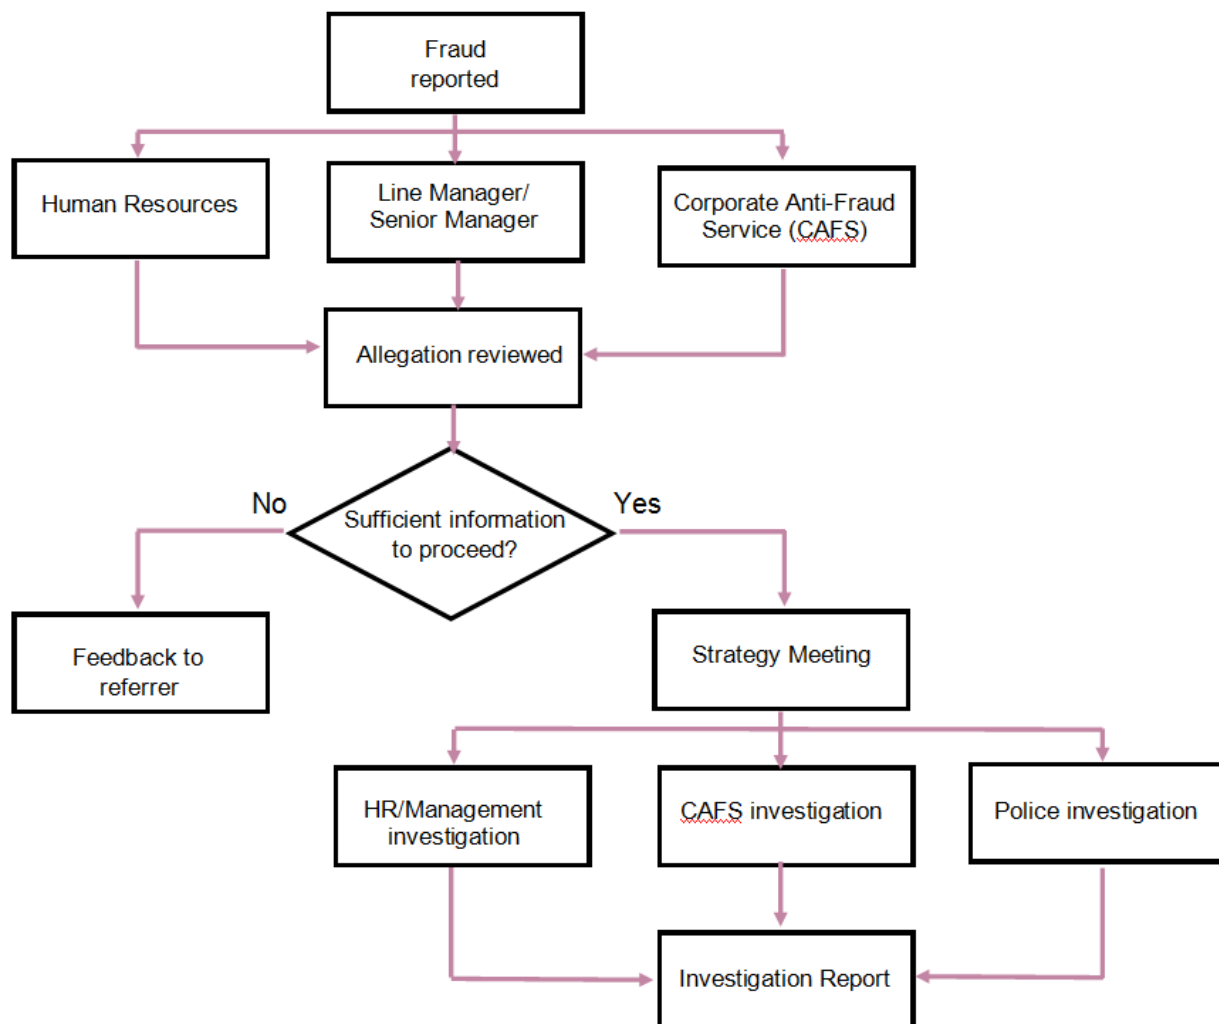 Fraud
reported
Human Resources
Line Manager/
Senior Manager
Corporate Anti-Fraud
Service (CAFS)
Allegation reviewed
No
Sufficient information
to proceed?
Yes
Feedback to
referrer
Strategy Meeting
HR/Management
investigation
CAFS investigation
Police investigation
Investigation Report